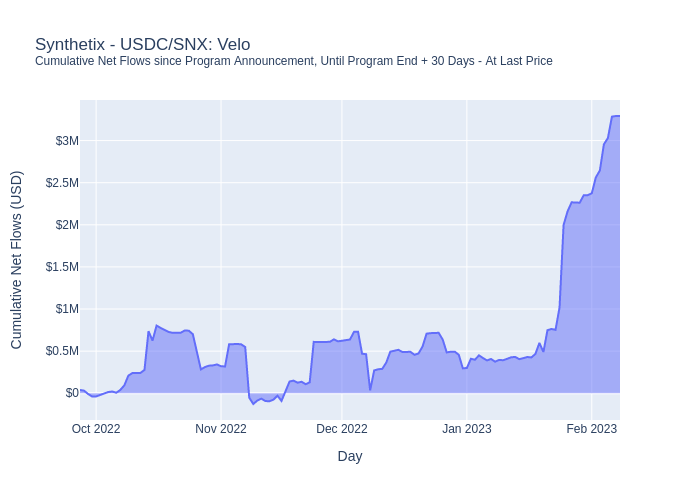 Synthetix - USDC/SNX: Velo
Cumulative Net Flows since Program Announcement, Until Program End + 30 Days - At Last Price
Cumulative Net Flows (USD)
$3M
$2.5M
$2M
$1.5M
$1M
$0.5M
$0
Oct 2022
Nov 2022
Dec 2022
Jan 2023
Feb 2023
Day